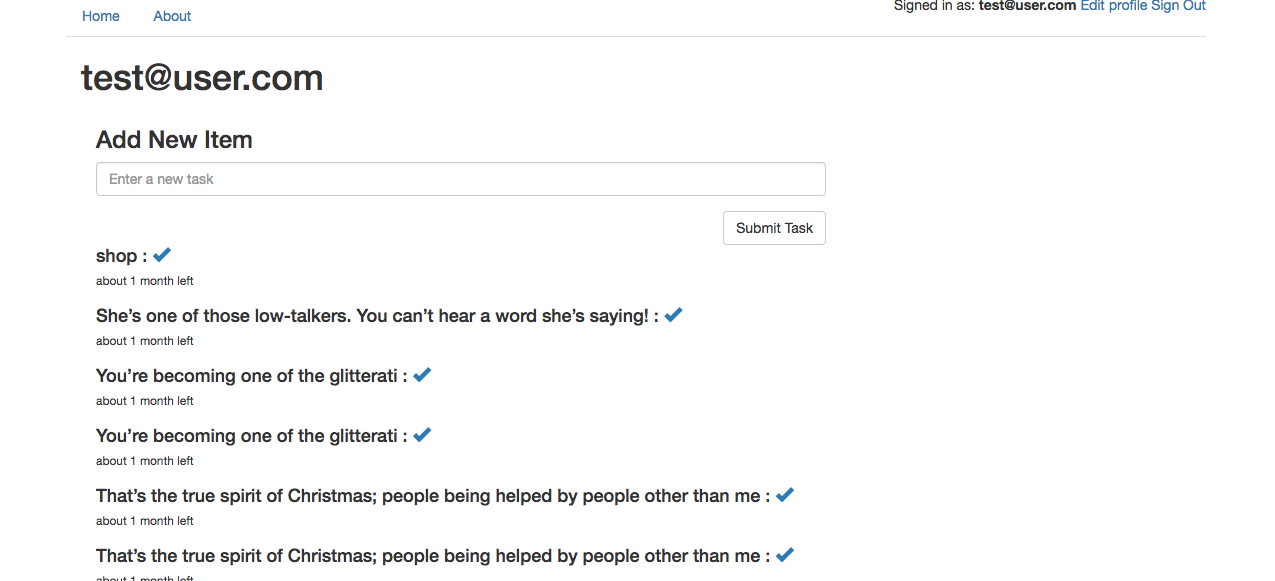 Home About Signed in as: test@user.com Edit profile Sign Out
test@user.com
Add New Item
Enter a new task
Submit Task
shop :
about 1 month left
She’s one of those low-talkers. You can’t hear a word she’s saying! :
about 1 month left
You’re becoming one of the glitterati :
about 1 month left
You’re becoming one of the glitterati :
about 1 month left
That’s the true spirit of Christmas; people being helped by people other than me :
about 1 month left
That’s the true spirit of Christmas; people being helped by people other than me :
about 1 month left